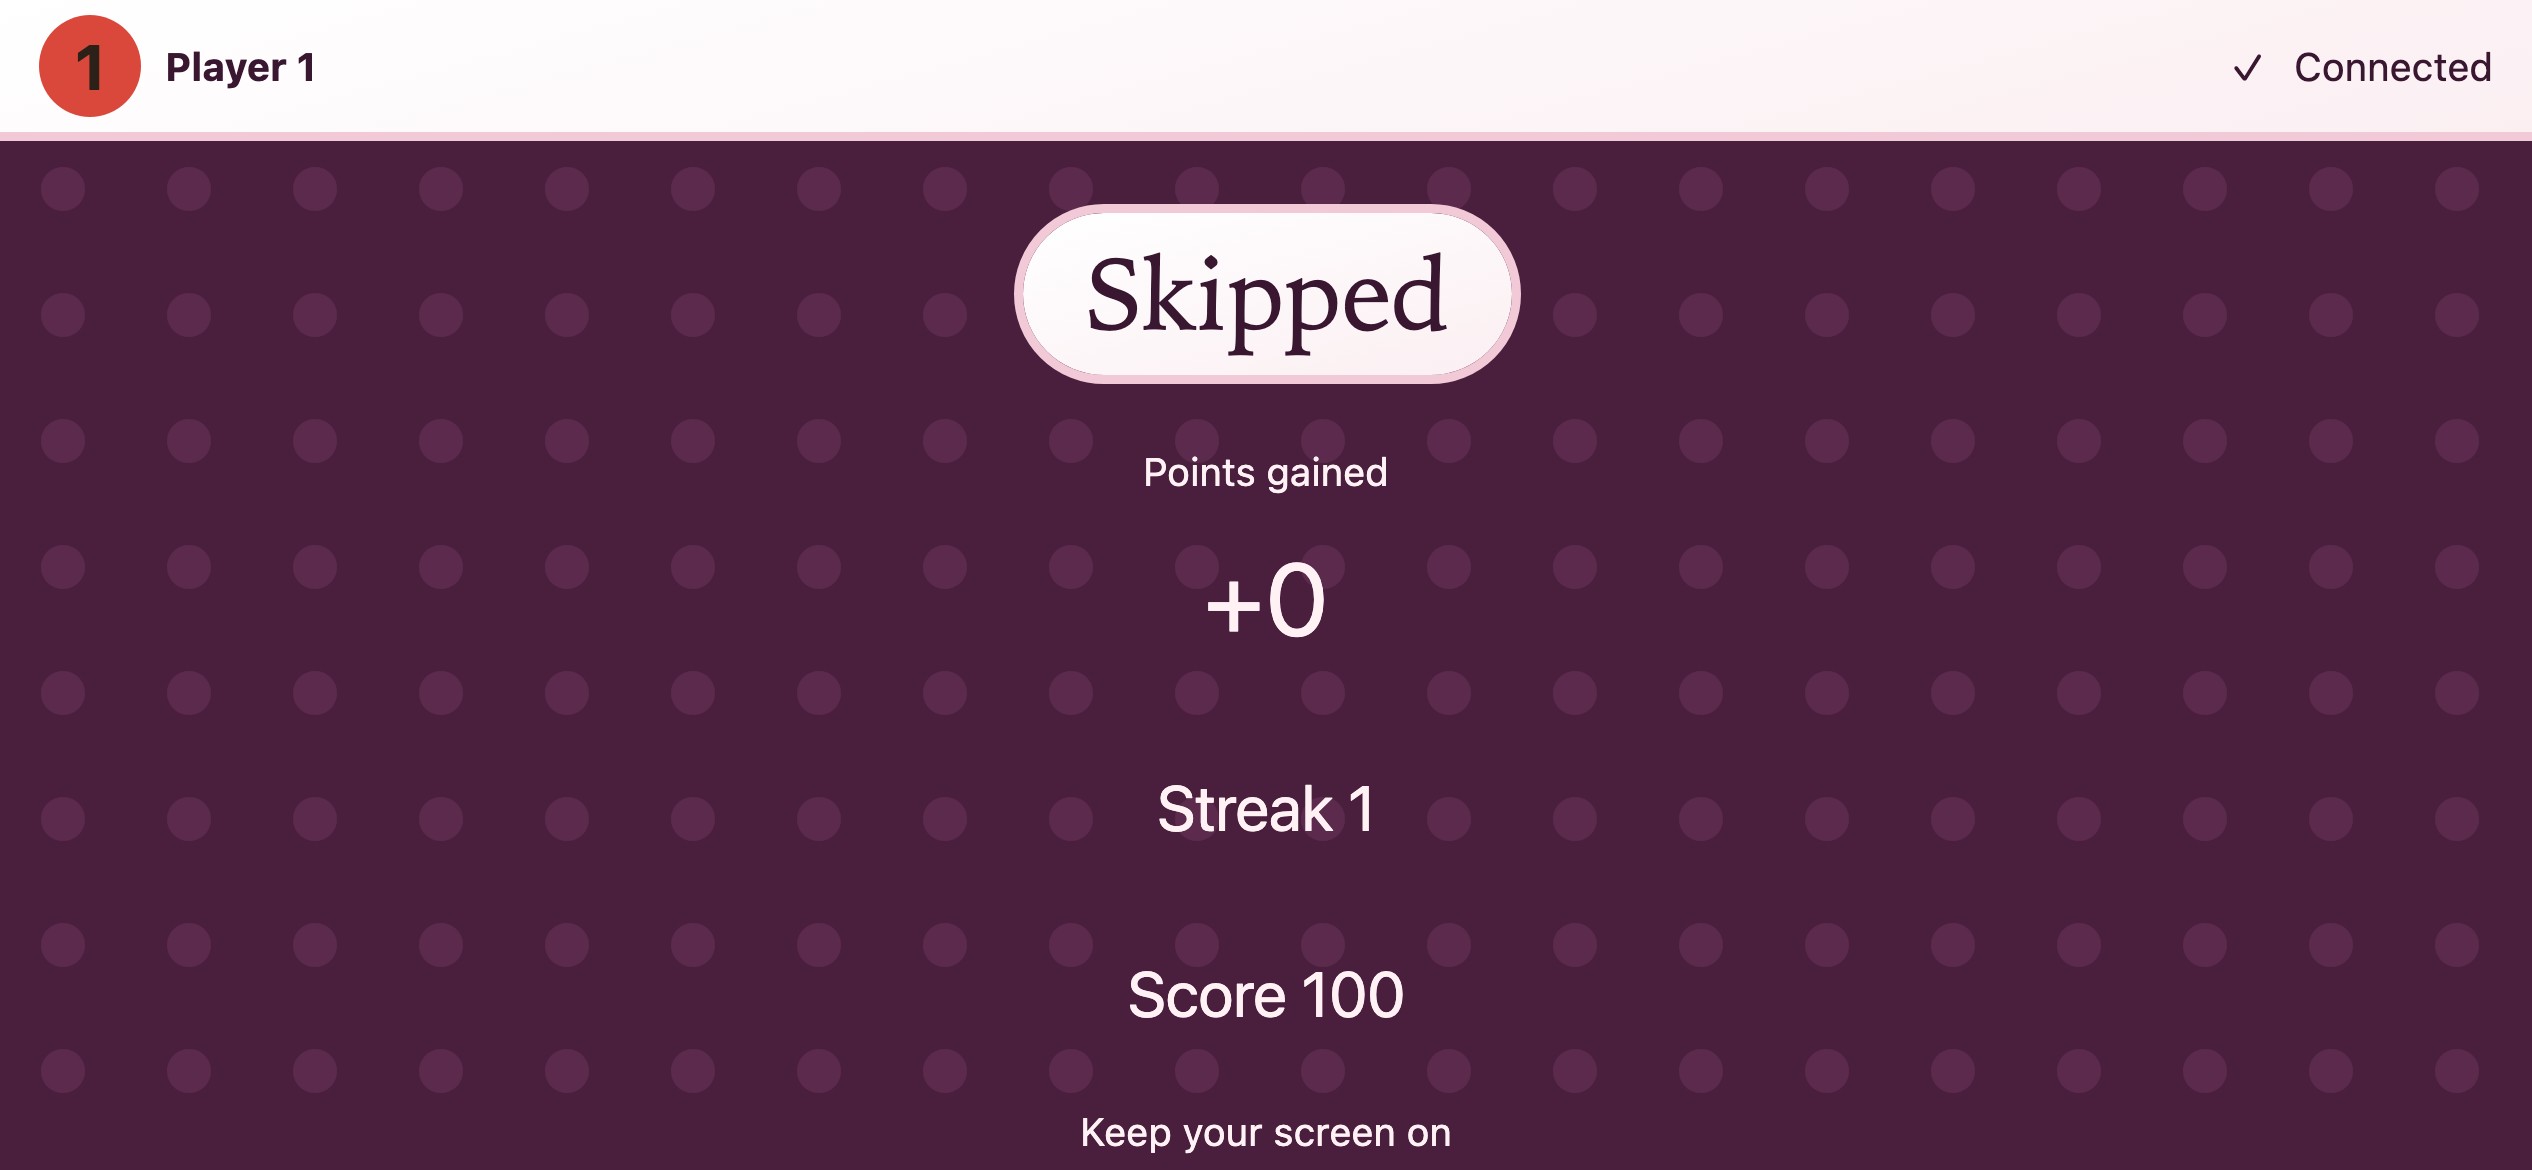 1 Player 1 ✓ Connected
Skipped
Points gained
+0
Streak 1
Score 100
Keep your screen on